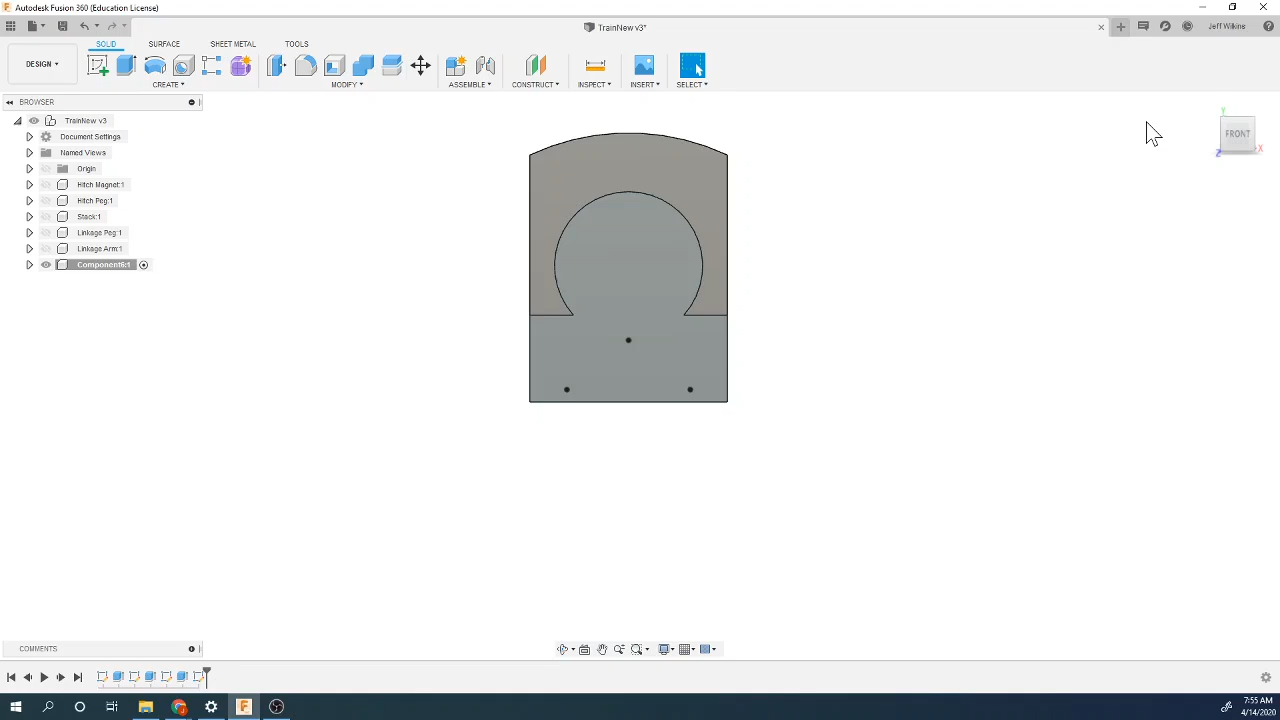 Autodesk Fusion 360 (Education License)
TrainNew v3*
Jeff Wilkins
DESIGN
SOLID SURFACE SHEET METAL TOOLS
CREATE MODIFY ASSEMBLE CONSTRUCT INSPECT INSERT SELECT
BROWSER
TrainNew v3
Document Settings
Named Views
Origin
Hitch Magnet:1
Hitch Peg:1
Stack:1
Linkage Peg:1
Linkage Arm:1
Component6:1
Y
FRONT
X
Z
COMMENTS
7:55 AM
4/14/2020